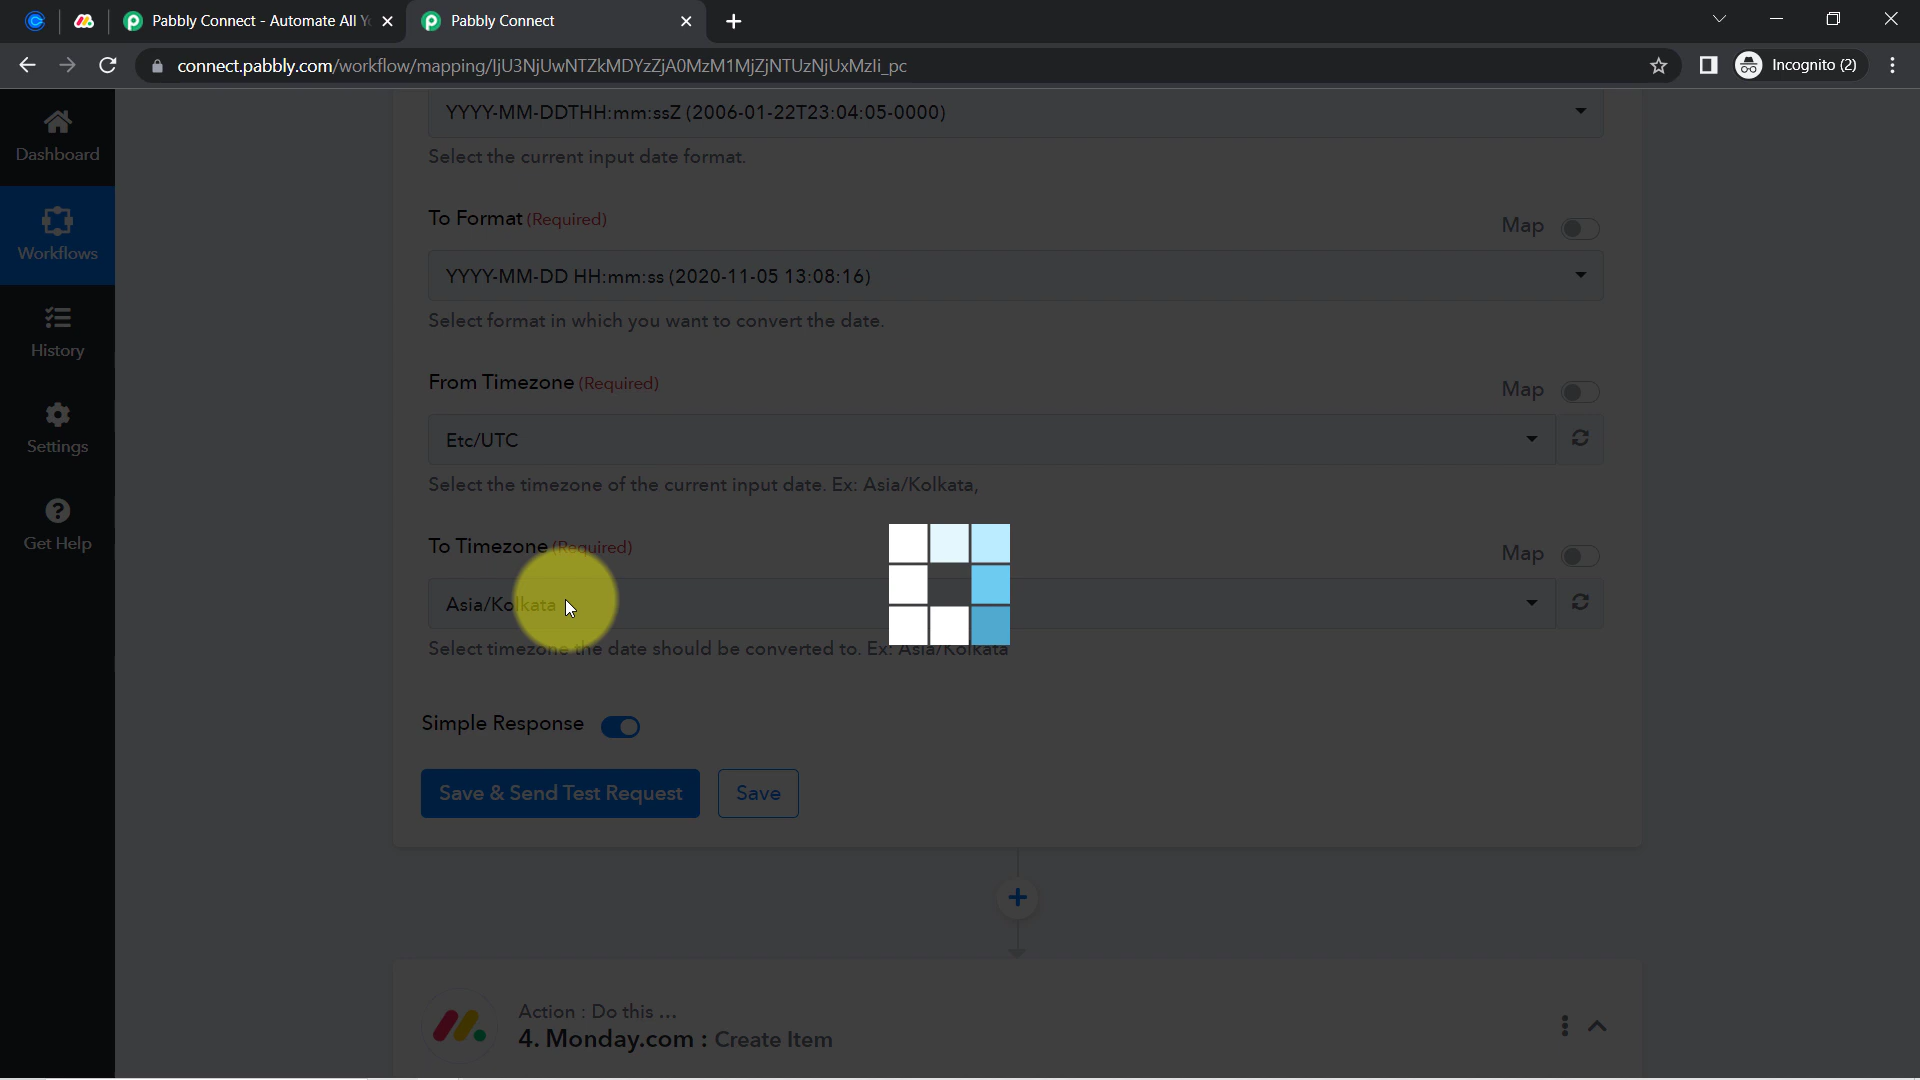 Pabbly Connect - Automate All Y
Pabbly Connect
connect.pabbly.com/workflow/mapping/IjU3NjUwNTZkMDYzZjA0MzM1MjZjNTUzNjUxMzIi_pc
Incognito (2)
Dashboard
Workflows
History
Settings
Get Help
YYYY-MM-DDTHH:mm:ssZ (2006-01-22T23:04:05-0000)
Select the current input date format.
To Format (Required)
Map
YYYY-MM-DD HH:mm:ss (2020-11-05 13:08:16)
Select format in which you want to convert the date.
From Timezone (Required)
Map
Etc/UTC
Select the timezone of the current input date. Ex: Asia/Kolkata,
To Timezone (Required)
Map
Asia/Kolkata
Select timezone the date should be converted to. Ex: Asia/Kolkata
Simple Response
Save & Send Test Request
Save
Action : Do this ...
4. Monday.com : Create Item